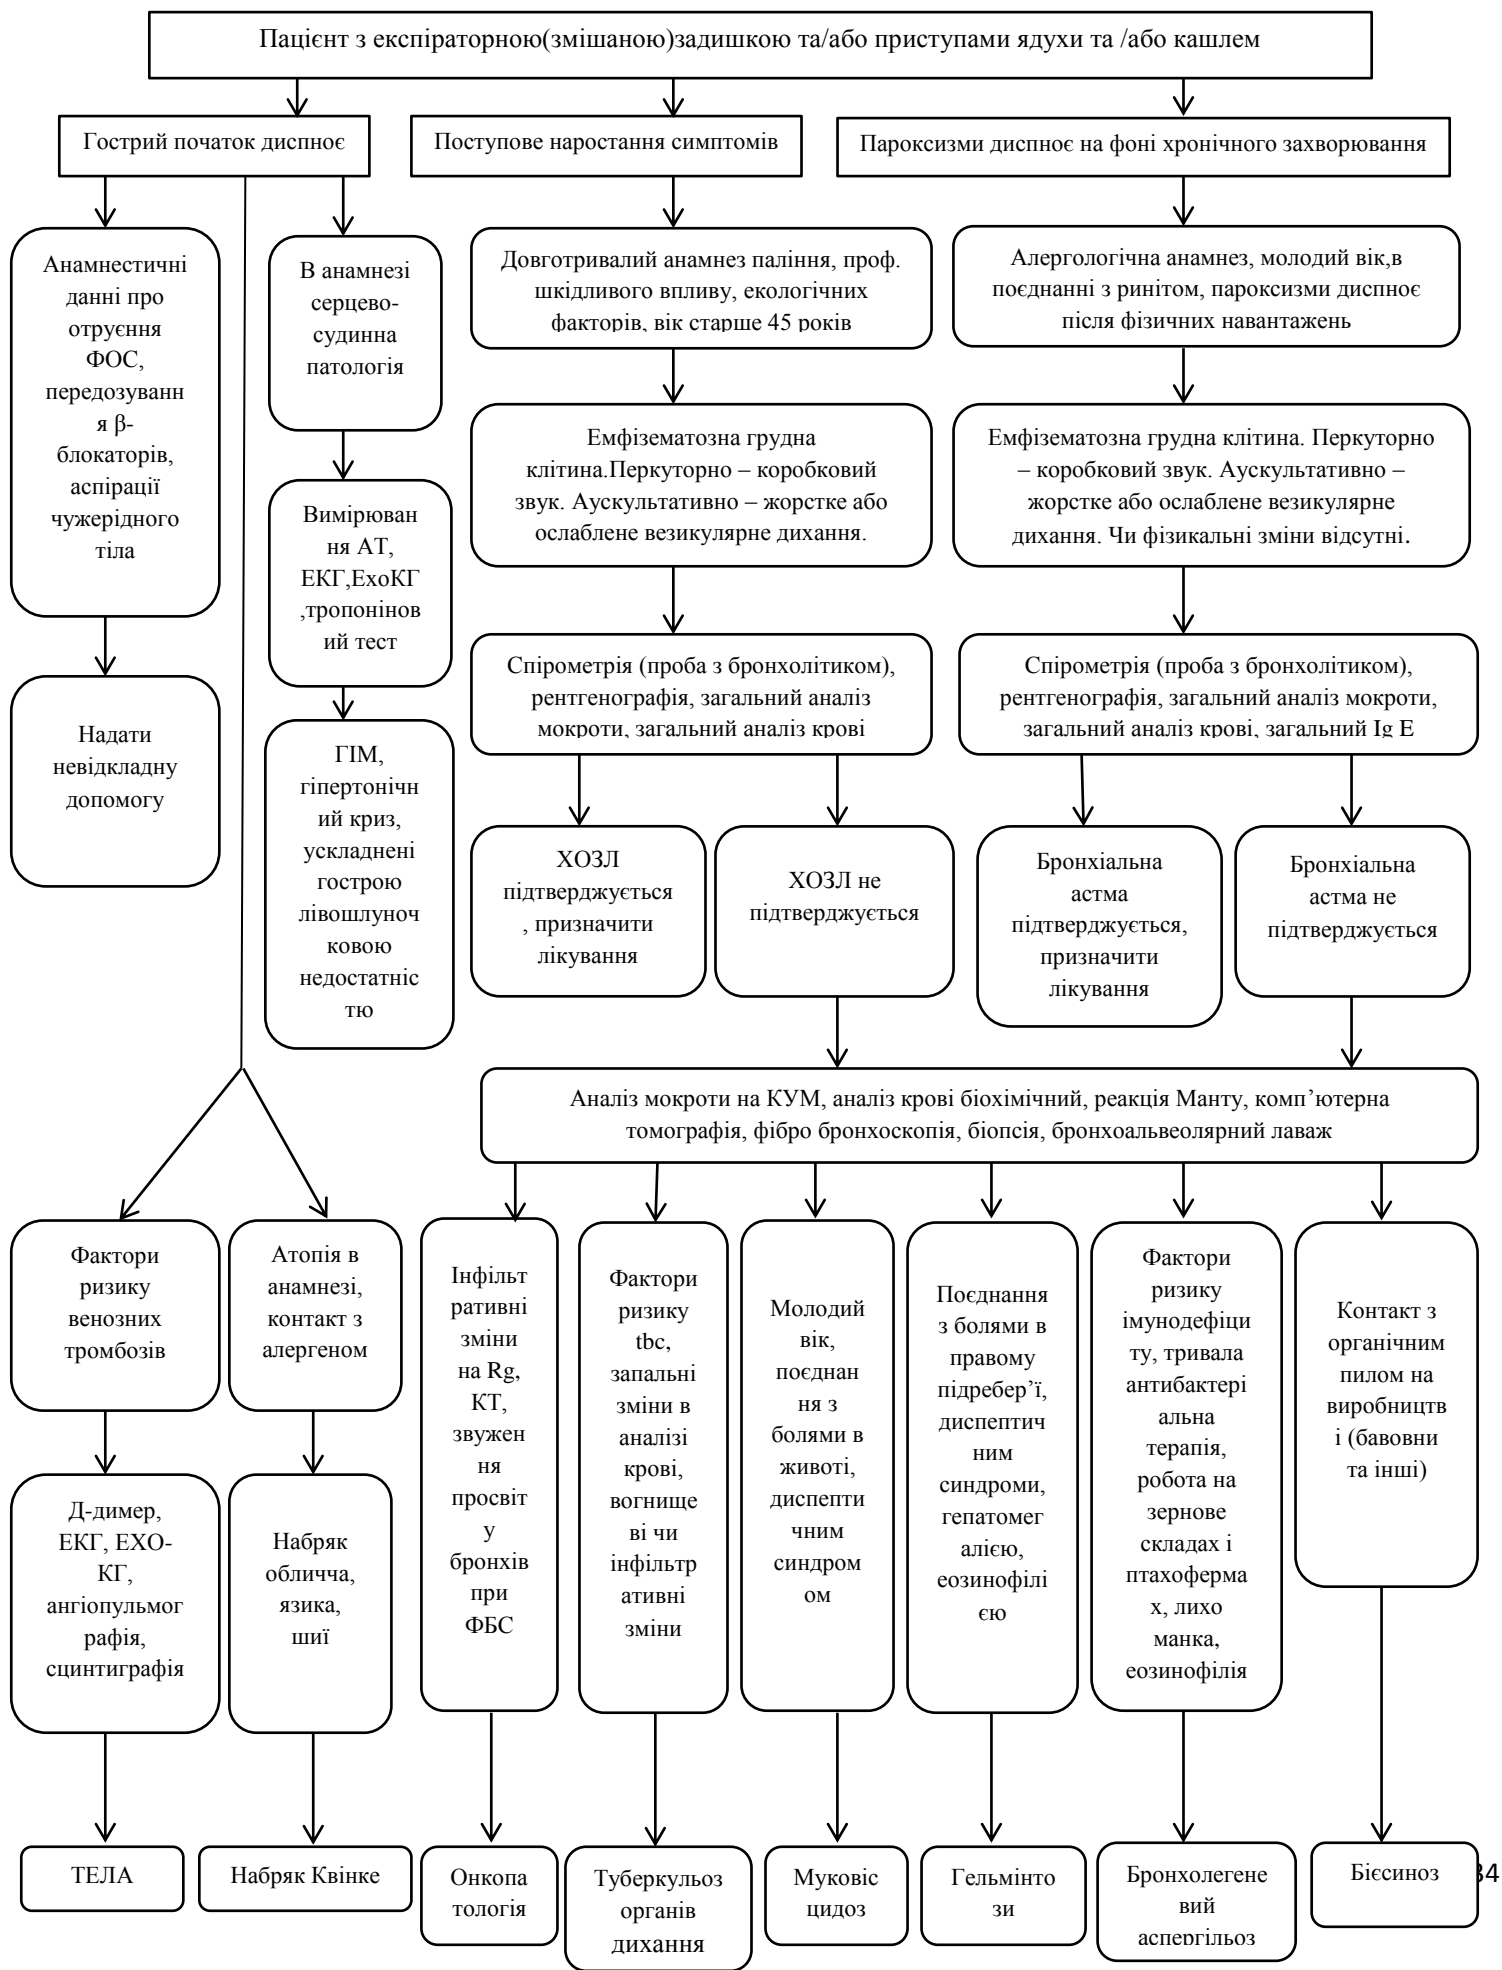 Пацієнт з експіраторною(змішаною)задишкою та/або приступами ядухи та /або кашлем
Гострий початок диспноє
Поступове наростання симптомів
Пароксизми диспноє на фоні хронічного захворювання
Анамнестичні
данні про
отруєння
ФОС,
передозуванн
я β-
блокаторів,
аспірації
чужерідного
тіла
В анамнезі
серцево-
судинна
патологія
Довготривалий анамнез паління, проф.
шкідливого впливу, екологічних
факторів, вік старше 45 років
Алергологічна анамнез, молодий вік,в
поєднанні з ринітом, пароксизми диспноє
після фізичних навантажень
Вимірюван
ня АТ,
ЕКГ,ЕхоКГ
,тропонінов
ий тест
Емфізематозна грудна
клітина.Перкуторно – коробковий
звук. Аускультативно – жорстке або
ослаблене везикулярне дихання.
Емфізематозна грудна клітина. Перкуторно
– коробковий звук. Аускультативно –
жорстке або ослаблене везикулярне
дихання. Чи фізикальні зміни відсутні.
Надати
невідкладну
допомогу
ГІМ,
гіпертонічн
ий криз,
ускладнені
гострою
лівошлуноч
ковою
недостатніс
тю
Спірометрія (проба з бронхолітиком),
рентгенографія, загальний аналіз
мокроти, загальний аналіз крові
Спірометрія (проба з бронхолітиком),
рентгенографія, загальний аналіз мокроти,
загальний аналіз крові, загальний Ig E
ХОЗЛ
підтверджується
, призначити
лікування
ХОЗЛ не
підтверджується
Бронхіальна
астма
підтверджується,
призначити
лікування
Бронхіальна
астма не
підтверджується
Аналіз мокроти на КУМ, аналіз крові біохімічний, реакція Манту, комп’ютерна
томографія, фібро бронхоскопія, біопсія, бронхоальвеолярний лаваж
Фактори
ризику
венозних
тромбозів
Атопія в
анамнезі,
контакт з
алергеном
Інфільт
ративні
зміни
на Rg,
КТ,
звужен
ня
просвіт
у
бронхів
при
ФБС
Фактори
ризику
tbc,
запальні
зміни в
аналізі
крові,
вогнище
ві чи
інфільтр
ативні
зміни
Молодий
вік,
поєднан
ня з
болями в
животі,
диспепти
чним
синдром
ом
Поєднання
з болями в
правому
підребер’ї,
диспептич
ним
синдроми,
гепатомег
алією,
еозинофілі
єю
Фактори
ризику
імунодефіци
ту, тривала
антибактері
альна
терапія,
робота на
зернове
складах і
птахоферма
х, лихо
манка,
еозинофілія
Контакт з
органічним
пилом на
виробництв
і (бавовни
та інші)
Д-димер,
ЕКГ, ЕХО-
КГ,
ангіопульмог
рафія,
сцинтиграфія
Набряк
обличча,
язика,
шиї
ТЕЛА
Набряк Квінке
Онкопа
тологія
Туберкульоз
органів
дихання
Муковіс
цидоз
Гельмінто
зи
Бронхолегене
вий
аспергільоз
Бієсиноз
34